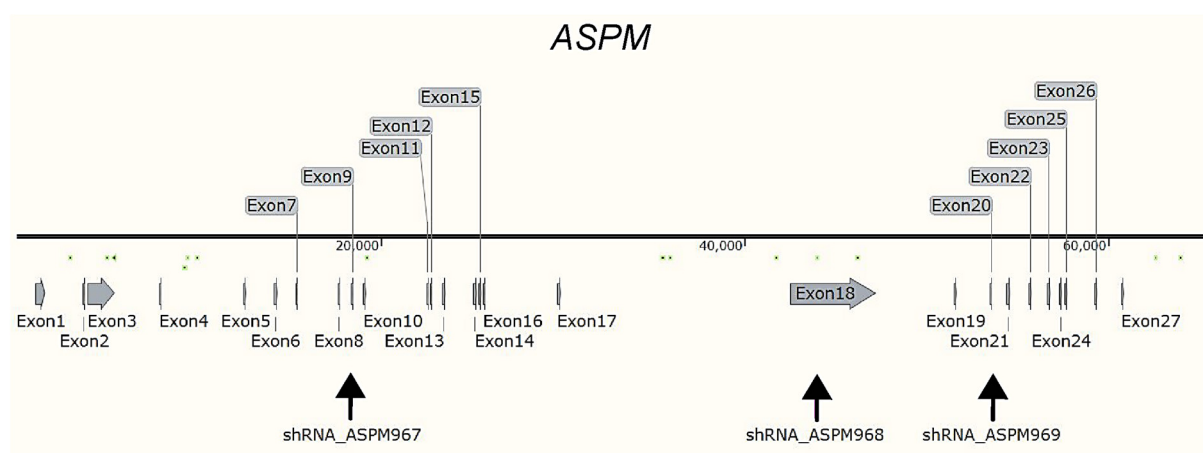 ASPM
Exon26
Exon15
Exon25
Exon12
Exon11
Exon23
Exon9
Exon22
Exon7
Exon20
20,000
40,000
60,000
Exon18
Exon1
Exon3
Exon4
Exon5
Exon10
Exon16
Exon17
Exon19
Exon27
Exon2
Exon6
Exon8
Exon13
Exon14
Exon21
Exon24
shRNA_ASPM967
shRNA_ASPM968
shRNA_ASPM969